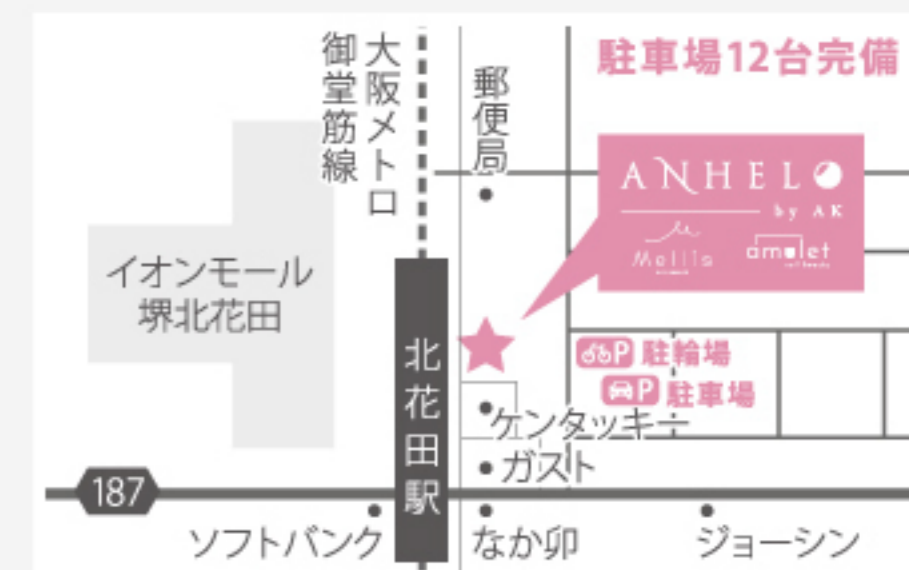 大阪メトロ
御堂筋線
郵便局
駐車場12台完備
ANHELO
by AK
Mellis
amulet
イオンモール
堺北花田
北花田駅
P 駐輪場
P 駐車場
ケンタッキー
ガスト
187
ソフトバンク
なか卯
ジョーシン